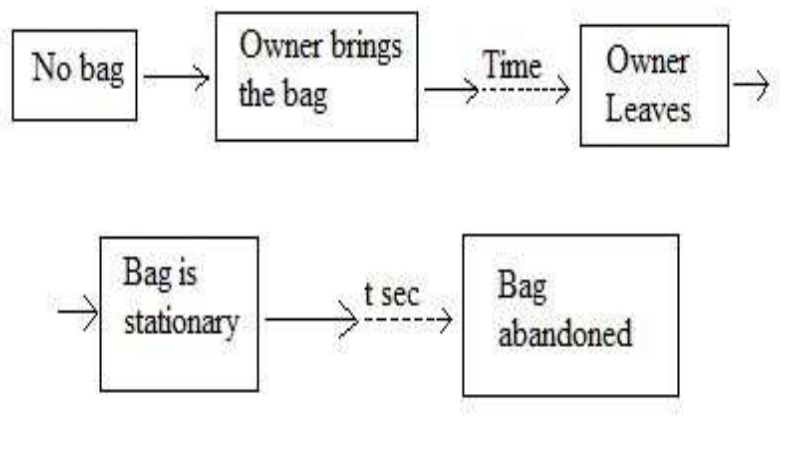 No bag
Owner brings
the bag
Time
Owner
Leaves
Bag is
stationary
t sec
Bag
abandoned